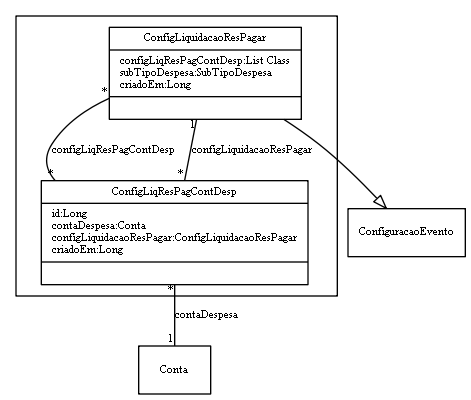 ConfigLiquidacaoResPagar
configLiqResPagContDesp:List Class
subTipoDespesa:SubTipoDespesa
criadoEm:Long
*
1
configLiqResPagContDesp
configLiquidacaoResPagar
*
*
ConfigLiqResPagContDesp
id:Long
contaDespesa:Conta
configLiquidacaoResPagar:ConfigLiquidacaoResPagar
criadoEm:Long
ConfiguracaoEvento
*
contaDespesa
1
Conta